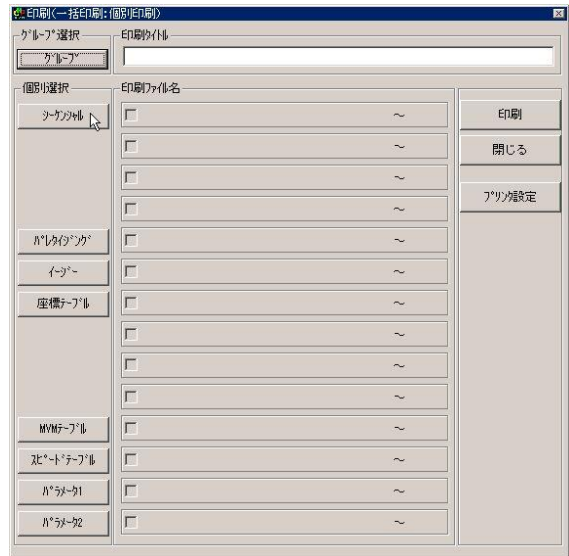 印刷(一括印刷:個別印刷)
ｸﾞﾙｰﾌﾟ選択
印刷ﾀｲﾄﾙ
ｸﾞﾙｰﾌﾟ
個別選択
印刷ﾌｧｲﾙ名
ｼｰｹﾝｼｬﾙ
～
印刷
～
閉じる
～
～
ﾌﾟﾘﾝﾀ設定
ﾊﾟﾚﾀｲｼﾞﾝｸﾞ
～
ｲｰｼﾞｰ
～
座標ﾃｰﾌﾞﾙ
～
～
～
～
MVMﾃｰﾌﾞﾙ
～
ｽﾋﾟｰﾄﾞﾃｰﾌﾞﾙ
～
ﾊﾟﾗﾒｰﾀ1
～
ﾊﾟﾗﾒｰﾀ2
～